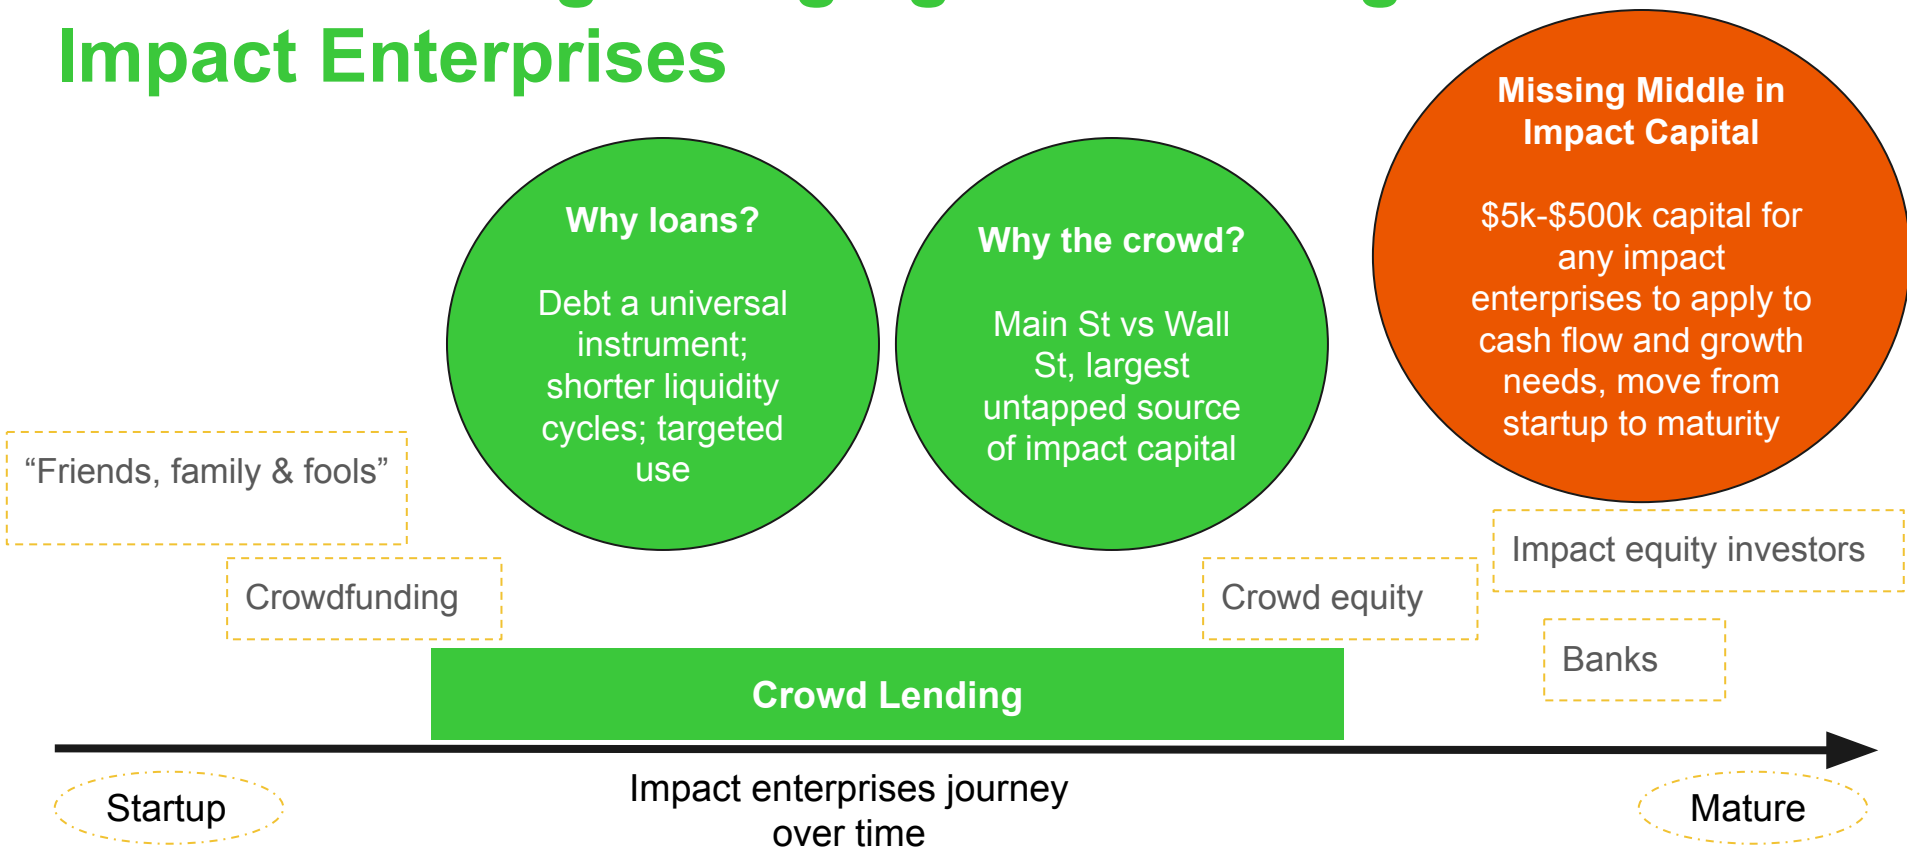 Impact Enterprises
Missing Middle in
Impact Capital
$5k-$500k capital for
any impact
enterprises to apply to
cash flow and growth
needs, move from
startup to maturity
Why loans?
Debt a universal
instrument;
shorter liquidity
cycles; targeted
use
Why the crowd?
Main St vs Wall
St, largest
untapped source
of impact capital
“Friends, family & fools”
Crowdfunding
Crowd equity
Impact equity investors
Banks
Crowd Lending
Startup
Impact enterprises journey
over time
Mature